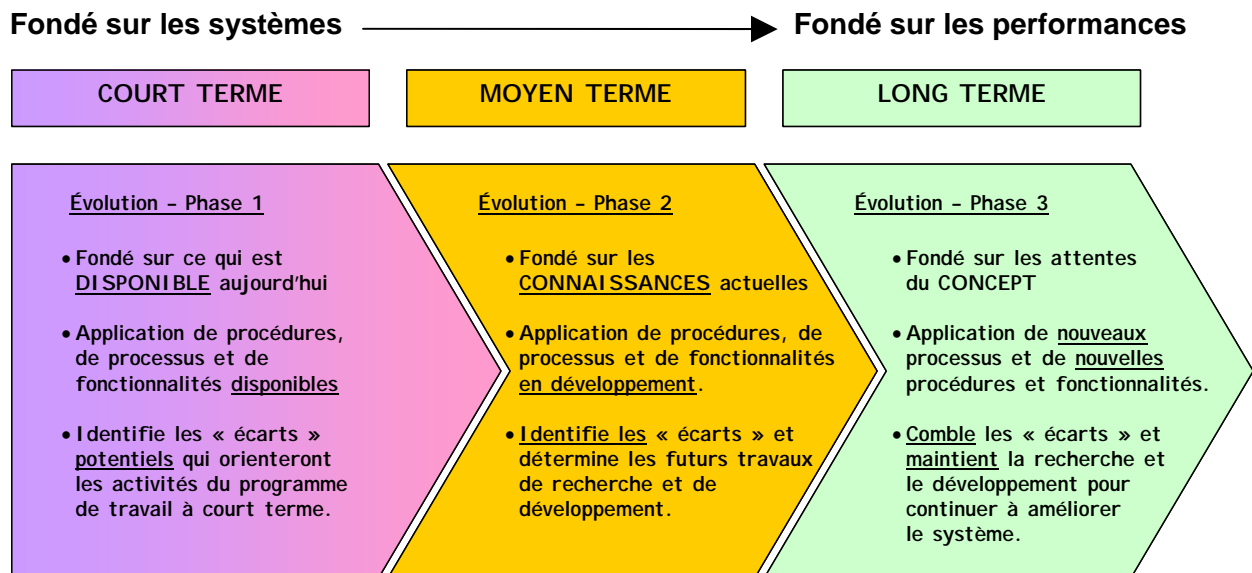 Fondé sur les systèmes
Fondé sur les performances
COURT TERME
MOYEN TERME
LONG TERME
Évolution – Phase 1
• Fondé sur ce qui est
DISPONIBLE aujourd'hui
• Application de procédures,
de processus et de
fonctionnalités disponibles
• Identifie les « écarts »
potentiels qui orienteront
les activités du programme
de travail à court terme.
Évolution – Phase 2
• Fondé sur les
CONNAISSANCES actuelles
• Application de procédures, de
processus et de fonctionnalités
en développement.
• Identifie les « écarts » et
détermine les futurs travaux
de recherche et de
développement.
Évolution – Phase 3
• Fondé sur les attentes
du CONCEPT
• Application de nouveaux
processus et de nouvelles
procédures et fonctionnalités.
• Comble les « écarts » et
maintient la recherche et
le développement pour
continuer à améliorer
le système.